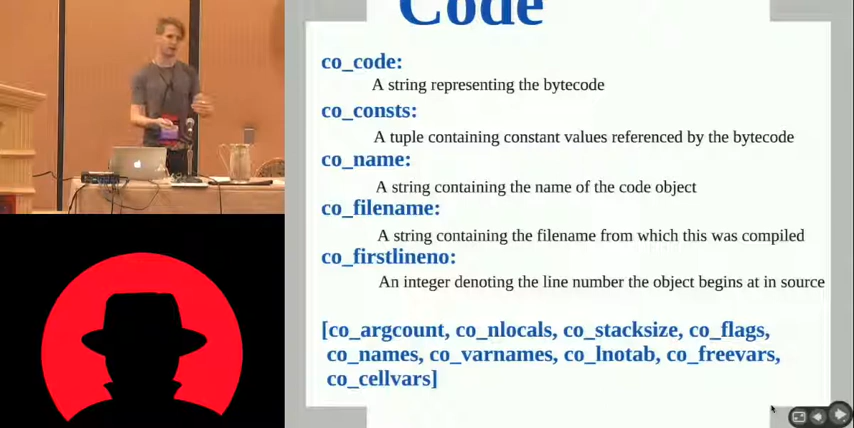 Code
co_code:
A string representing the bytecode
co_consts:
A tuple containing constant values referenced by the bytecode
co_name:
A string containing the name of the code object
co_filename:
A string containing the filename from which this was compiled
co_firstlineno:
An integer denoting the line number the object begins at in source
[co_argcount, co_nlocals, co_stacksize, co_flags,
co_names, co_varnames, co_lnotab, co_freevars,
co_cellvars]